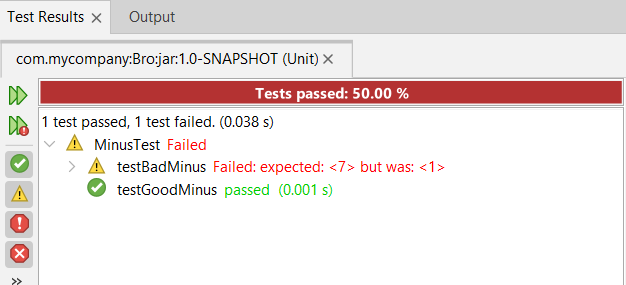 Test Results
Output
com.mycompany:Bro:jar:1.0-SNAPSHOT (Unit)
Tests passed: 50.00 %
1 test passed, 1 test failed. (0.038 s)
MinusTest Failed
testBadMinus Failed: expected: <7> but was: <1>
testGoodMinus passed (0.001 s)